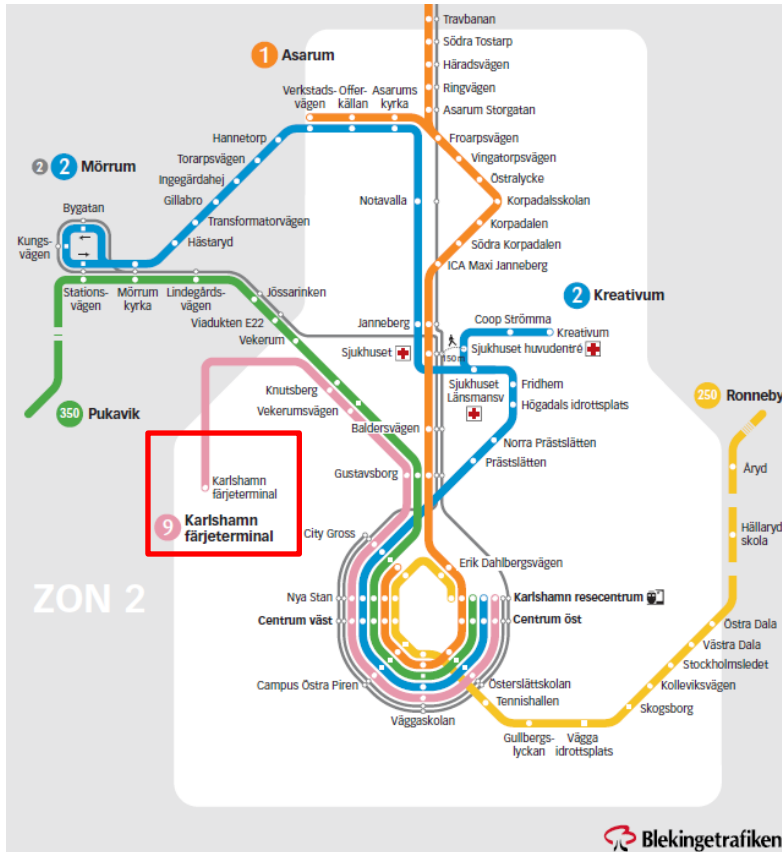 Travbanan
Södra Tostarp
Häradsvägen
Ringvägen
Asarum Storgatan
1 Asarum
Verkstads-
vägen
Offer-
källan
Asarums
kyrka
Froarpsvägen
Vingatorpsvägen
Östralycke
Korpadalsskolan
Korpadalen
Södra Korpadalen
ICA Maxi Janneberg
Hannetorp
Torarpsvägen
Ingegärdahej
Gillabro
Transformatorvägen
Hästaryd
Notavalla
2 2 Mörrum
Bygatan
Kungs-
vägen
Stations-
vägen
Mörrum
kyrka
Lindegårds-
vägen
Jössarinken
Viadukten E22
Vekerum
Janneberg
Sjukhuset
2 Kreativum
Coop Strömma
Kreativum
Sjukhuset huvudentré
150 m
Sjukhuset
Länsmansv
Fridhem
Högadals idrottsplats
Norra Prästslätten
Prästslätten
350 Pukavik
Knutsberg
Vekerumsvägen
Baldersvägen
Gustavsborg
250 Ronneby
Åryd
Hällaryd
skola
Karlshamn
färjeterminal
9 Karlshamn
färjeterminal
City Gross
Erik Dahlbergsvägen
ZON 2
Nya Stan
Karlshamn resecentrum
Centrum väst
Centrum öst
Campus Östra Piren
Österslättskolan
Väggaskolan
Tennishallen
Gullbergs-
lyckan
Vägga
idrottsplats
Skogsborg
Kolleviksvägen
Stockholmsledet
Västra Dala
Östra Dala
Blekingetrafiken